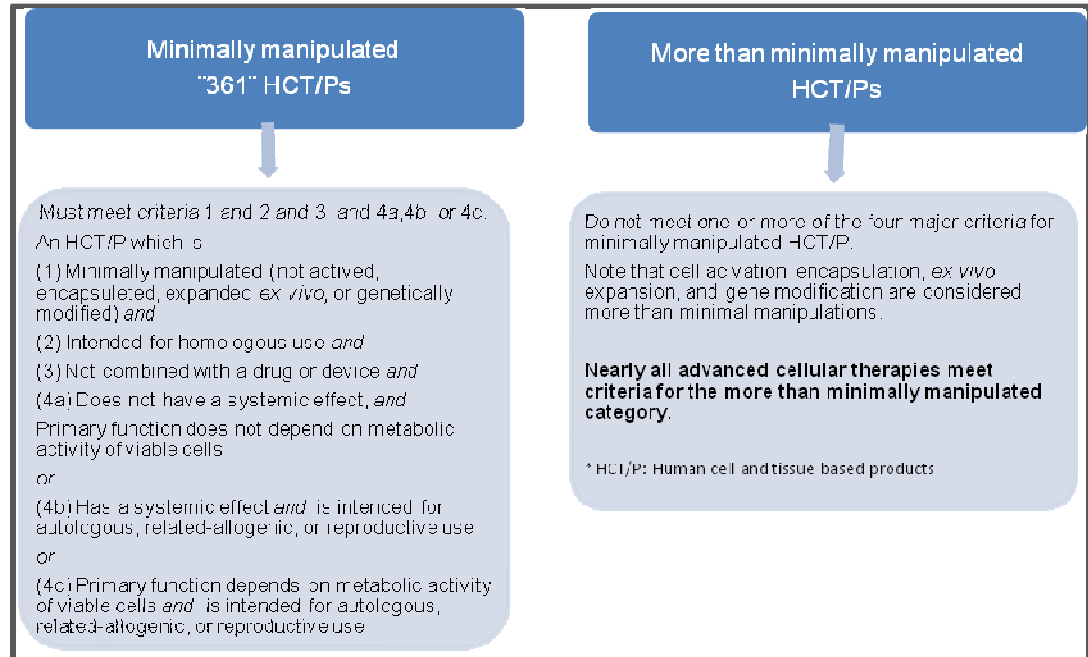 Minimally manipulated
"361" HCT/Ps
Must meet criteria 1 and 2 and 3 and 4a,4b or 4c.
An HCT/P which is
(1) Minimally manipulated (not actived,
encapsuleted, expanded ex vivo, or genetically
modified) and
(2) Intended for homologous use and
(3) Not combined with a drug or device and
(4a) Does not have a systemic effect, and
Primary function does not depend on metabolic
activity of viable cells
or
(4b) Has a systemic effect and is intended for
autologous, related-allogenic, or reproductive use
or
(4c) Primary function depends on metabolic activity
of viable cells and is intended for autologous,
related-allogenic, or reproductive use
More than minimally manipulated
HCT/Ps
Do not meet one or more of the four major criteria for
minimally manipulated HCT/P.
Note that cell activation, encapsulation, ex vivo
expansion, and gene modification are considered
more than minimal manipulations.
Nearly all advanced cellular therapies meet
criteria for the more than minimally manipulated
category.
* HCT/P: Human cell and tissue based products